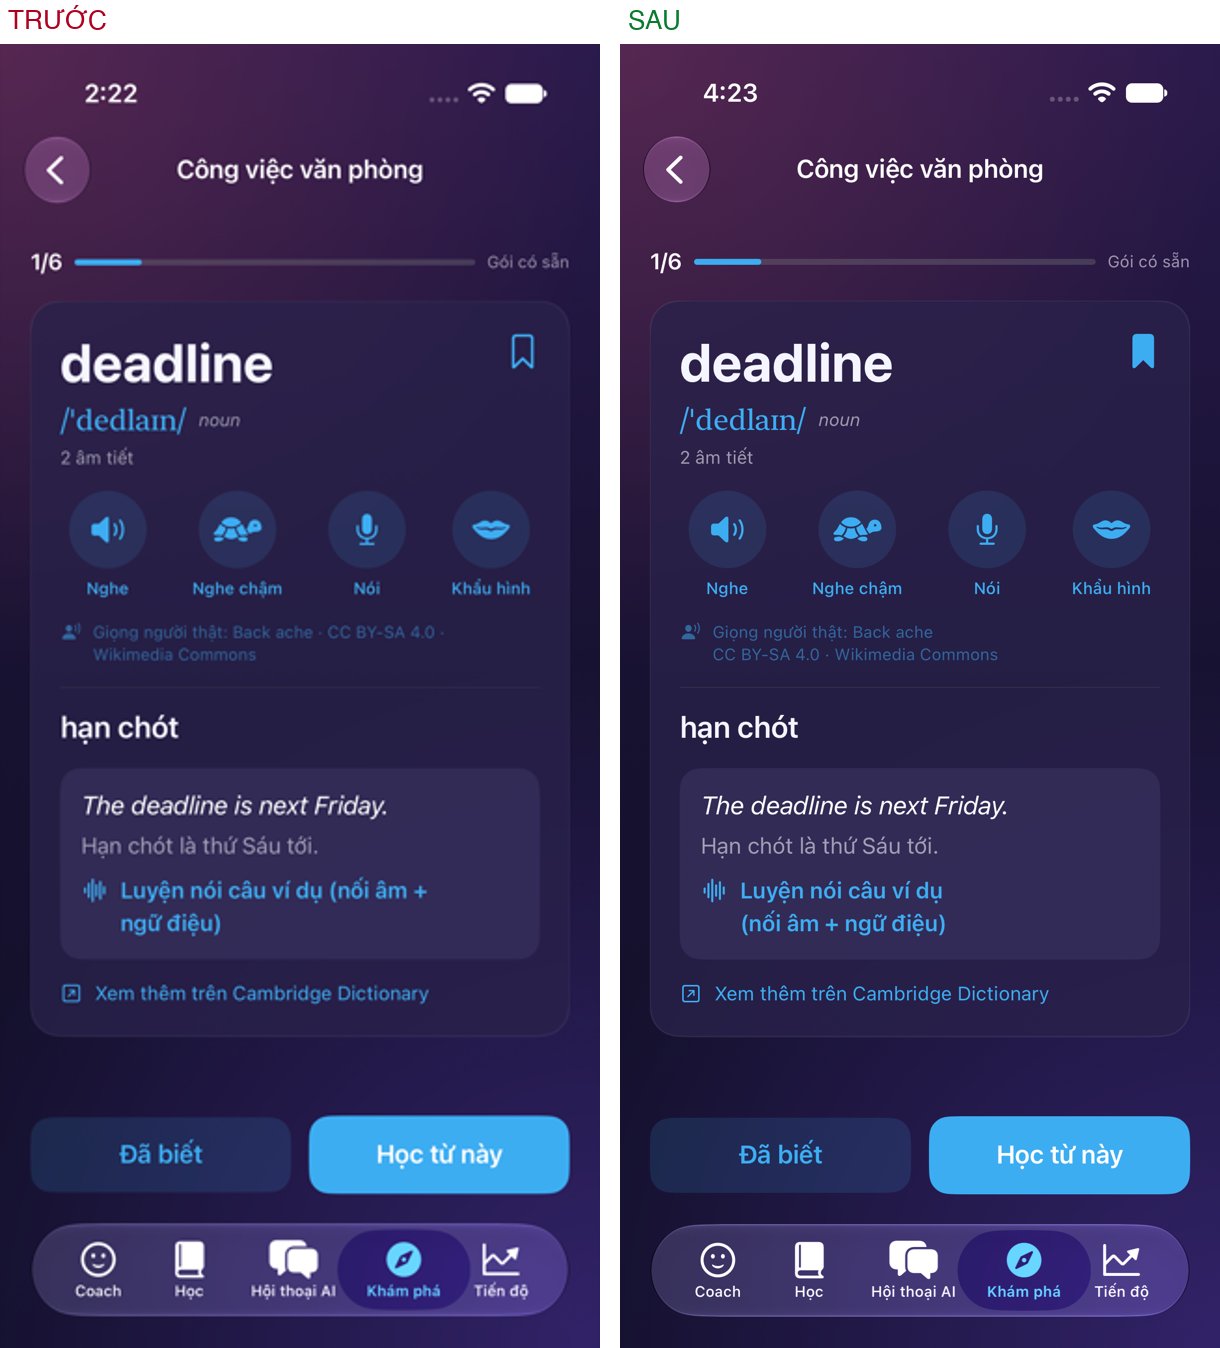 TRƯỚC
2:22
Công việc văn phòng
1/6
Gói có sẵn
deadline
/ˈdedlaɪn/ noun
2 âm tiết
Nghe
Nghe chậm
Nói
Khẩu hình
Giọng người thật: Back ache · CC BY-SA 4.0 ·
Wikimedia Commons
hạn chót
The deadline is next Friday.
Hạn chót là thứ Sáu tới.
Luyện nói câu ví dụ (nối âm +
ngữ điệu)
Xem thêm trên Cambridge Dictionary
Đã biết
Học từ này
Coach
Học
Hội thoại AI
Khám phá
Tiến độ
SAU
4:23
Công việc văn phòng
1/6
Gói có sẵn
deadline
/ˈdedlaɪn/ noun
2 âm tiết
Nghe
Nghe chậm
Nói
Khẩu hình
Giọng người thật: Back ache
CC BY-SA 4.0 · Wikimedia Commons
hạn chót
The deadline is next Friday.
Hạn chót là thứ Sáu tới.
Luyện nói câu ví dụ
(nối âm + ngữ điệu)
Xem thêm trên Cambridge Dictionary
Đã biết
Học từ này
Coach
Học
Hội thoại AI
Khám phá
Tiến độ